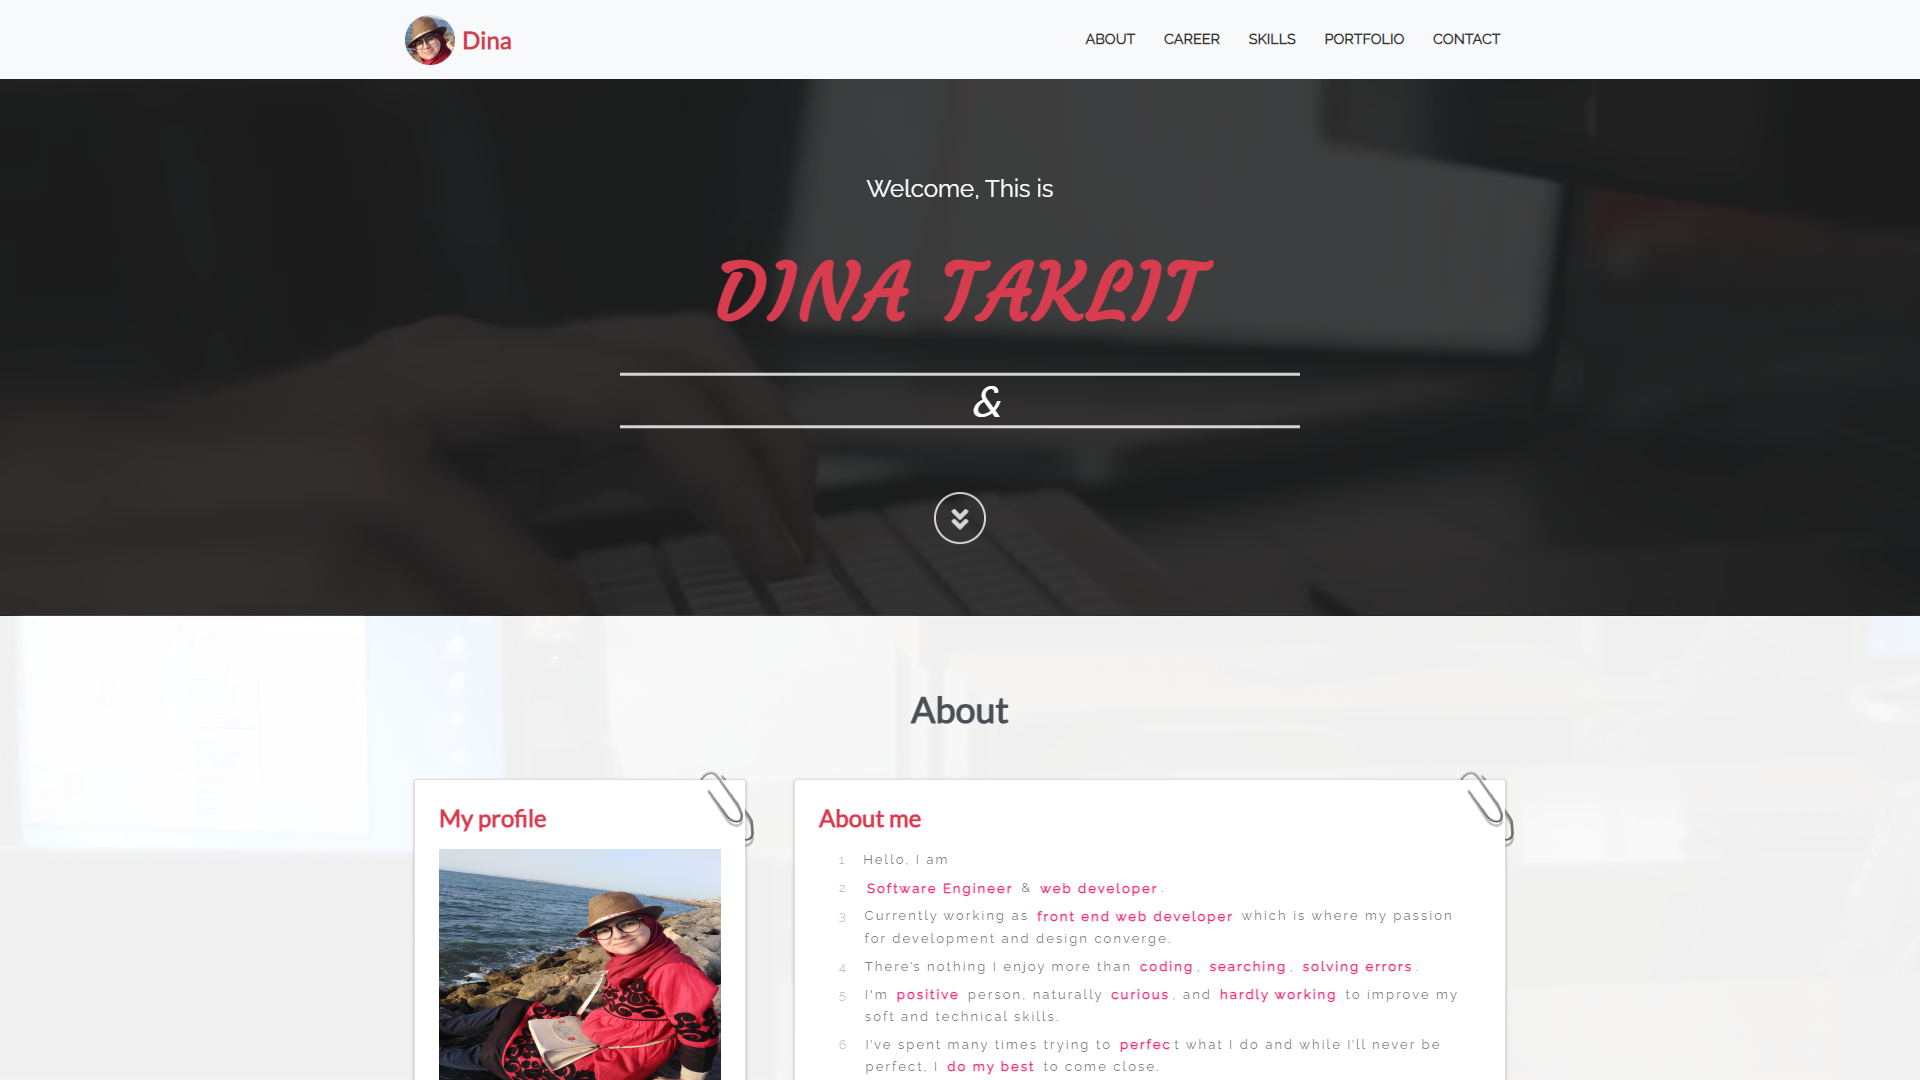 Dina
ABOUT CAREER SKILLS PORTFOLIO CONTACT
Welcome, This is
DINA TAKLIT
&
About
My profile
About me
1 Hello, I am
2 Software Engineer & web developer.
3 Currently working as front end web developer which is where my passion
for development and design converge.
4 There's nothing I enjoy more than coding, searching, solving errors.
5 I'm positive person, naturally curious, and hardly working to improve my
soft and technical skills.
6 I've spent many times trying to perfect what I do and while I'll never be
perfect, I do my best to come close.